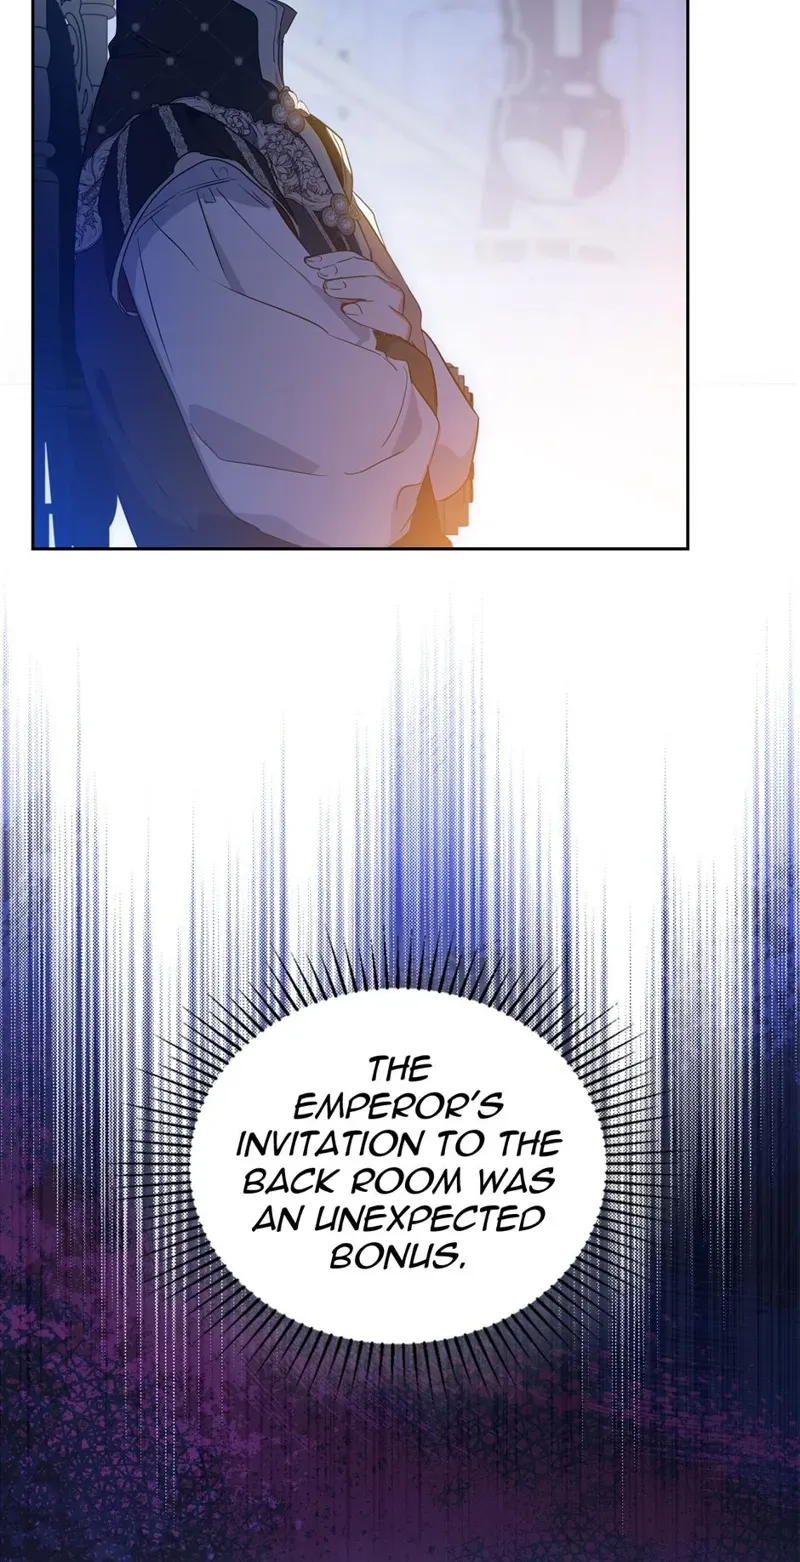 THE
EMPEROR'S
INVITATION TO THE
BACK ROOM WAS
AN UNEXPECTED
BONUS.